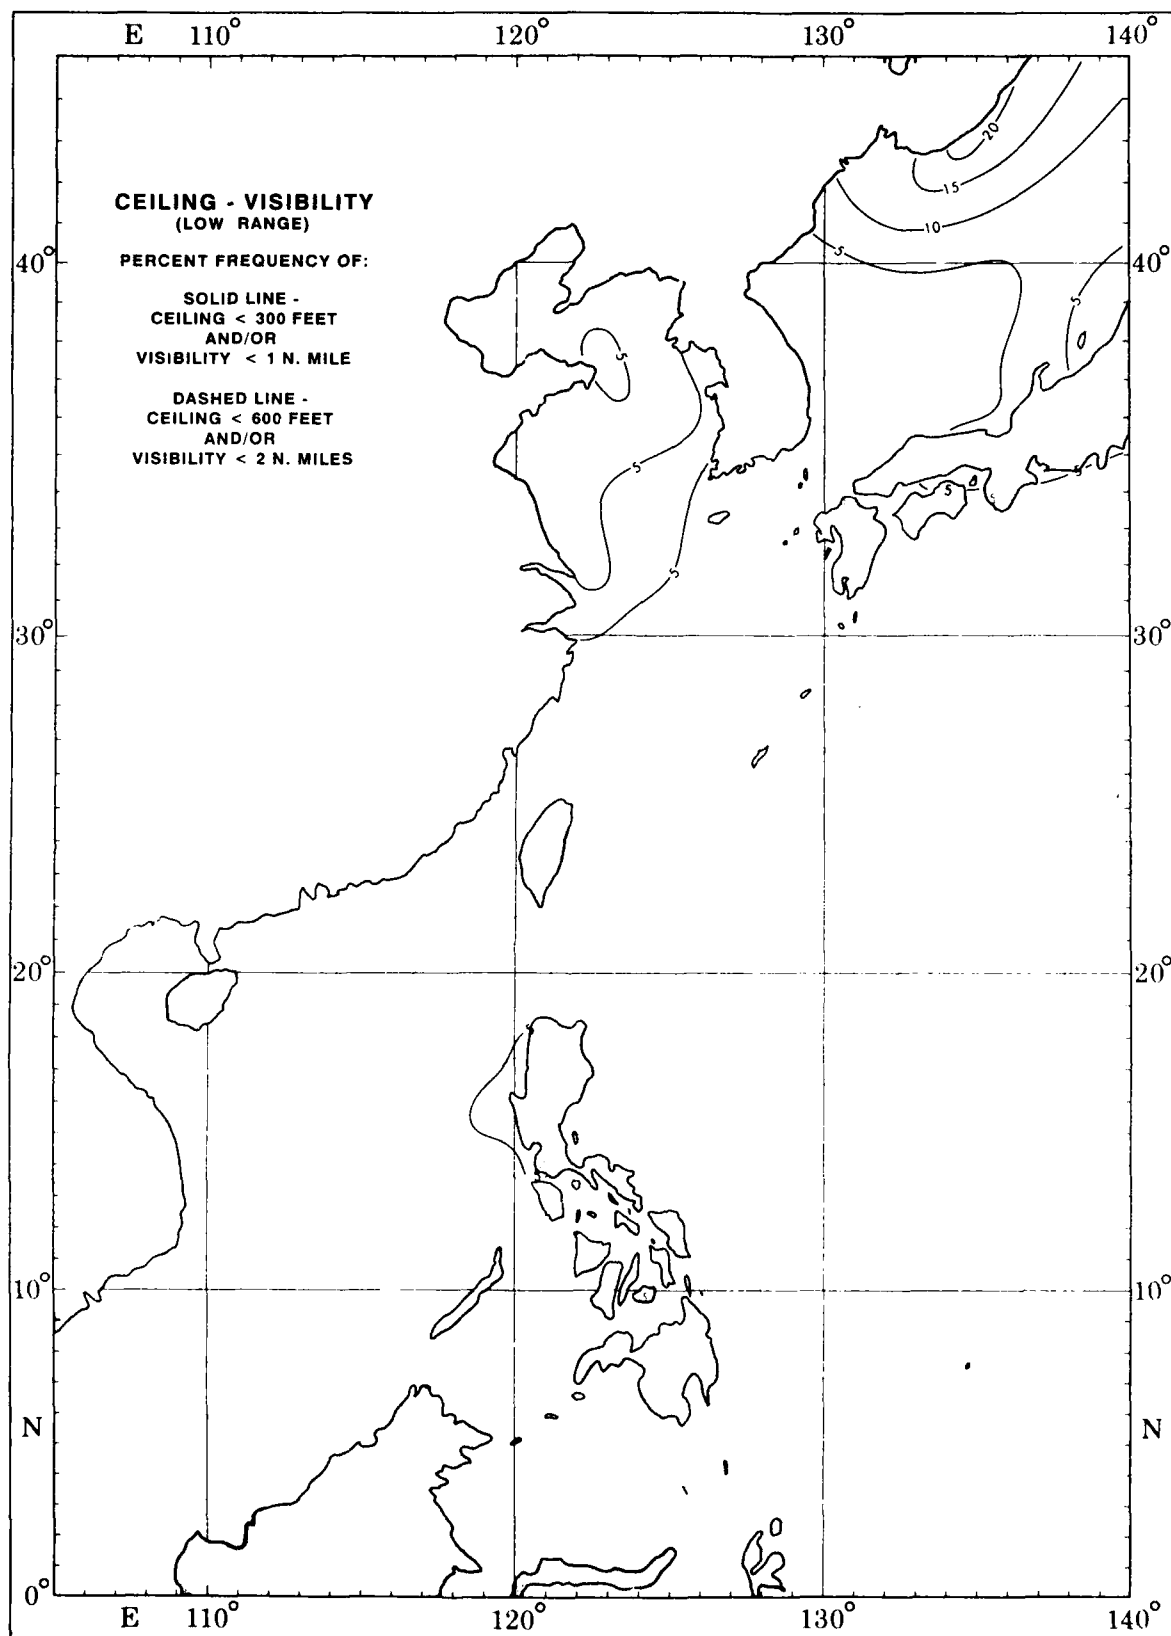 E 110° 120° 130° 140°
20
15
10
5
CEILING - VISIBILITY
(LOW RANGE)
40° 40°
PERCENT FREQUENCY OF:
5
SOLID LINE -
CEILING < 300 FEET
AND/OR
VISIBILITY < 1 N. MILE
5
DASHED LINE -
CEILING < 600 FEET
AND/OR
VISIBILITY < 2 N. MILES
5
5
5
5
30° 30°
20° 20°
10° 10°
N N
0° 0°
E 110° 120° 130° 140°